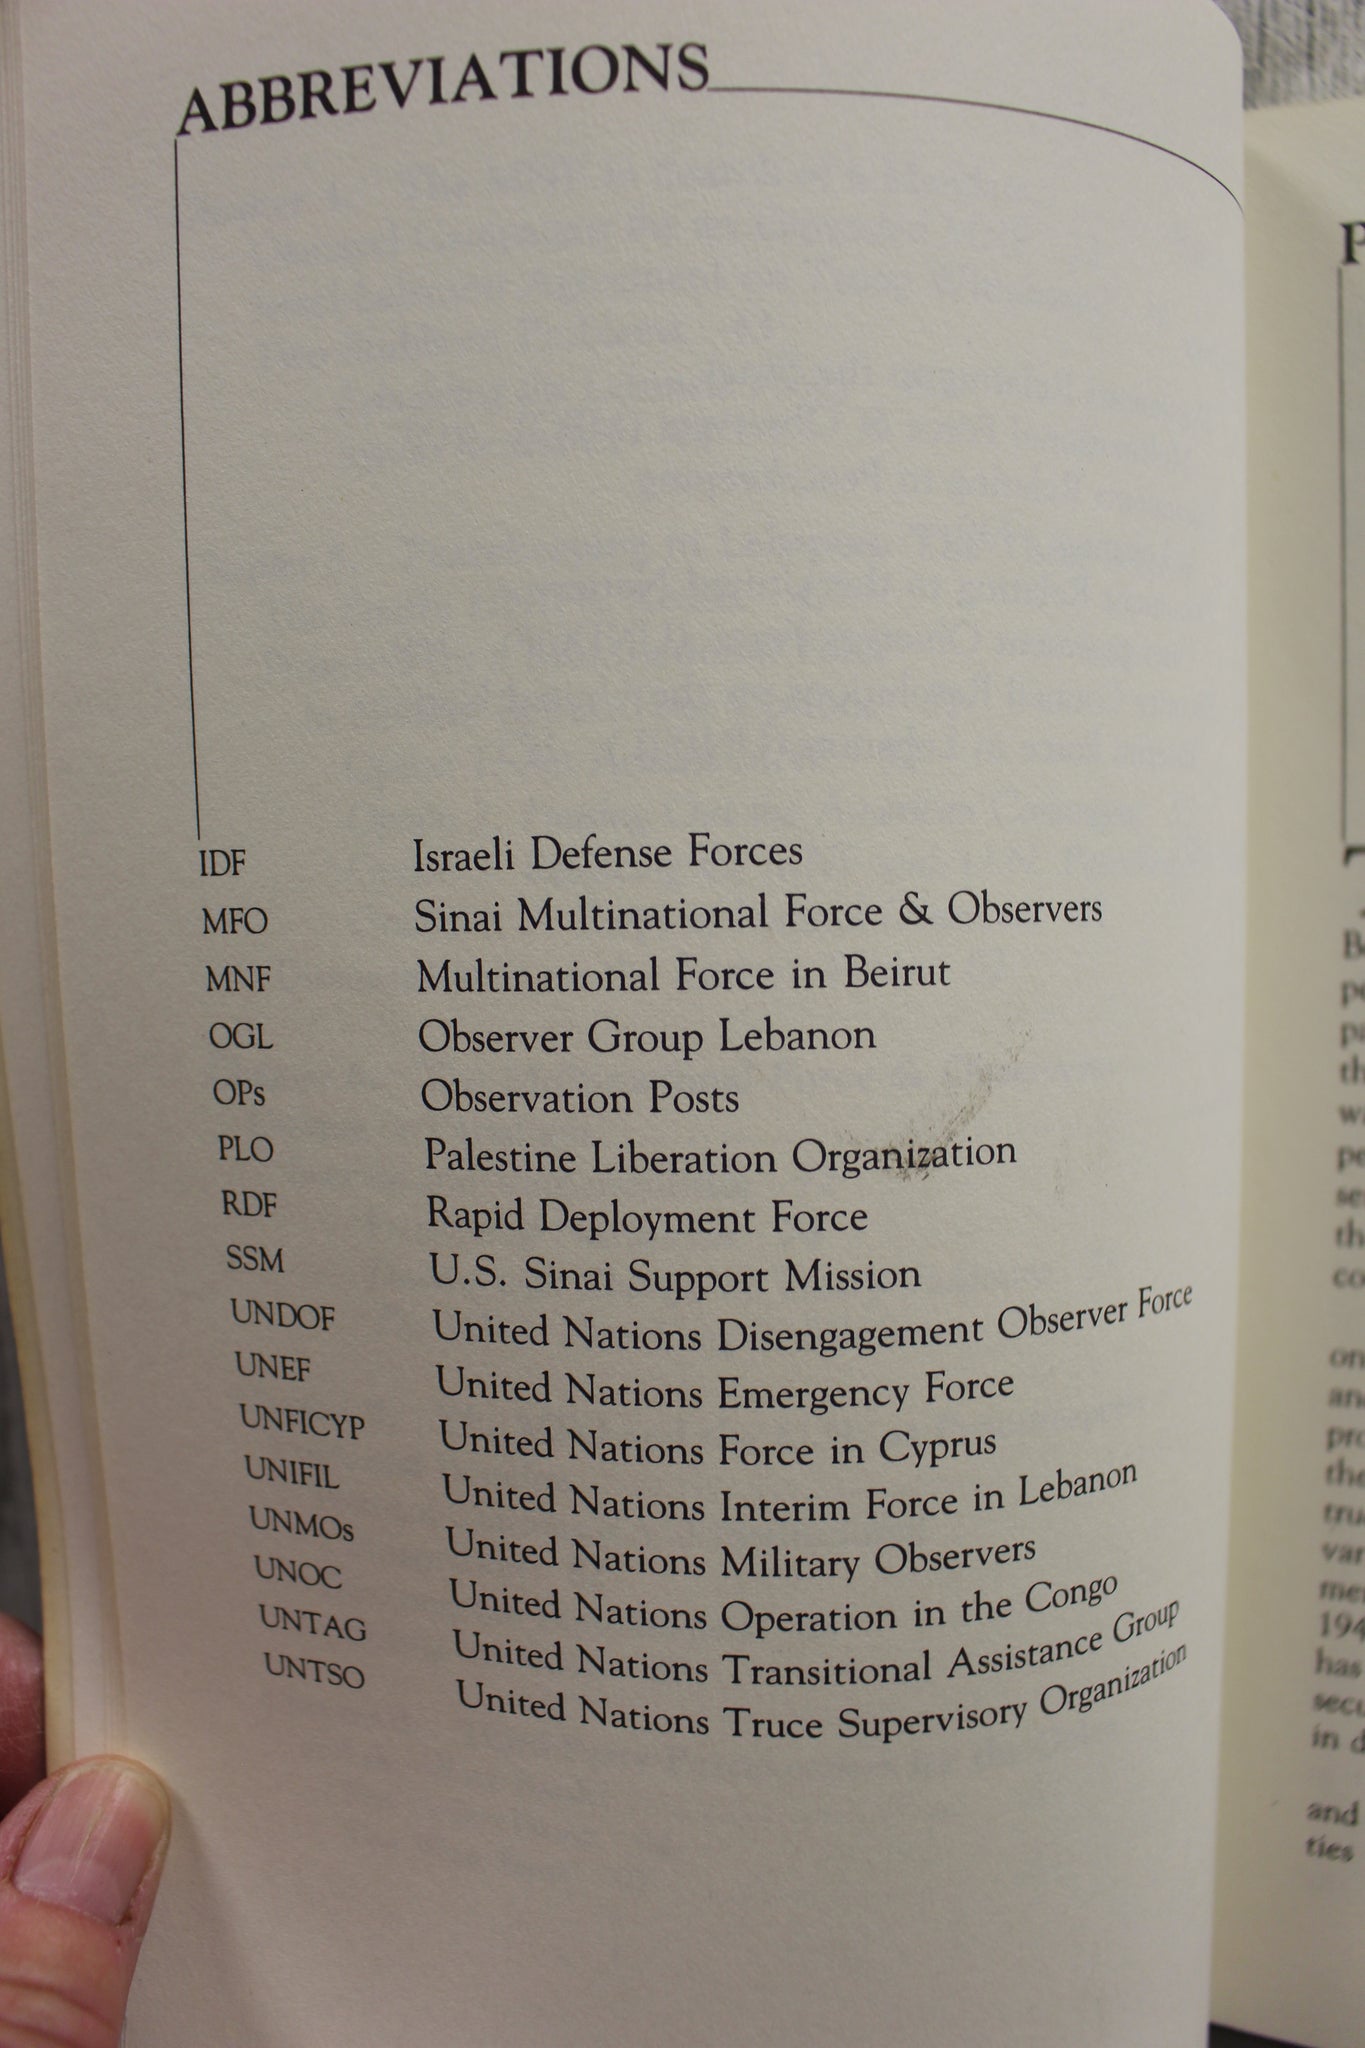 ABBREVIATIONS
IDF Israeli Defense Forces
MFO Sinai Multinational Force & Observers
MNF Multinational Force in Beirut
OGL Observer Group Lebanon
OPs Observation Posts
PLO Palestine Liberation Organization
RDF Rapid Deployment Force
SSM U.S. Sinai Support Mission
UNDOF United Nations Disengagement Observer Force
UNEF United Nations Emergency Force
UNFICYP United Nations Force in Cyprus
UNIFIL United Nations Interim Force in Lebanon
UNMOs United Nations Military Observers
UNOC United Nations Operation in the Congo
UNTAG United Nations Transitional Assistance Group
UNTSO United Nations Truce Supervisory Organization
has
in
and
ties